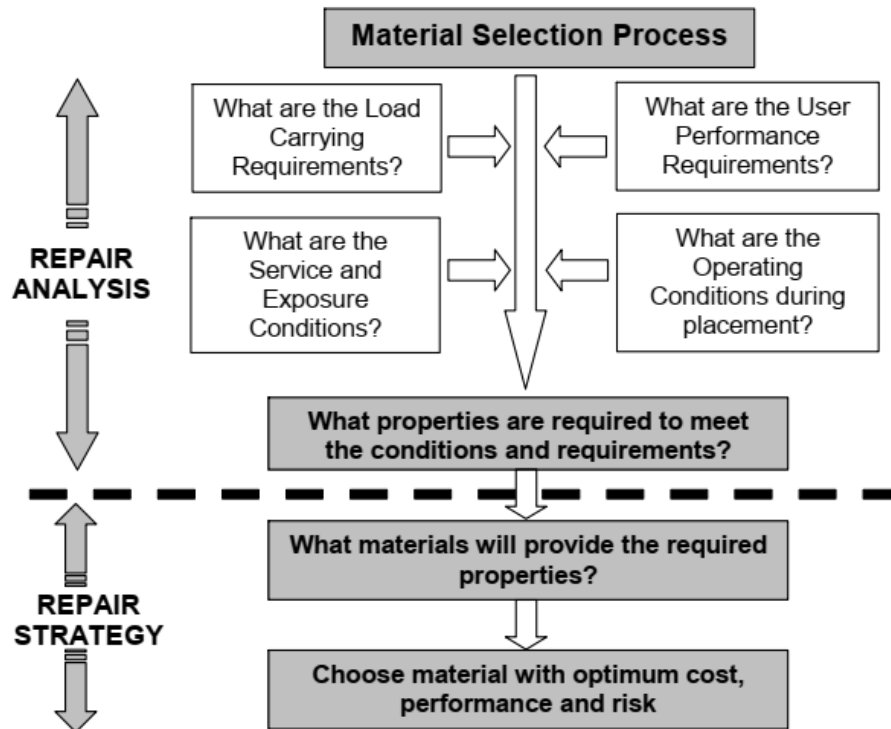 Material Selection Process
What are the Load
Carrying
Requirements?
What are the User
Performance
Requirements?
What are the
Service and
Exposure
Conditions?
What are the
Operating
Conditions during
placement?
REPAIR
ANALYSIS
What properties are required to meet
the conditions and requirements?
What materials will provide the required
properties?
REPAIR
STRATEGY
Choose material with optimum cost,
performance and risk